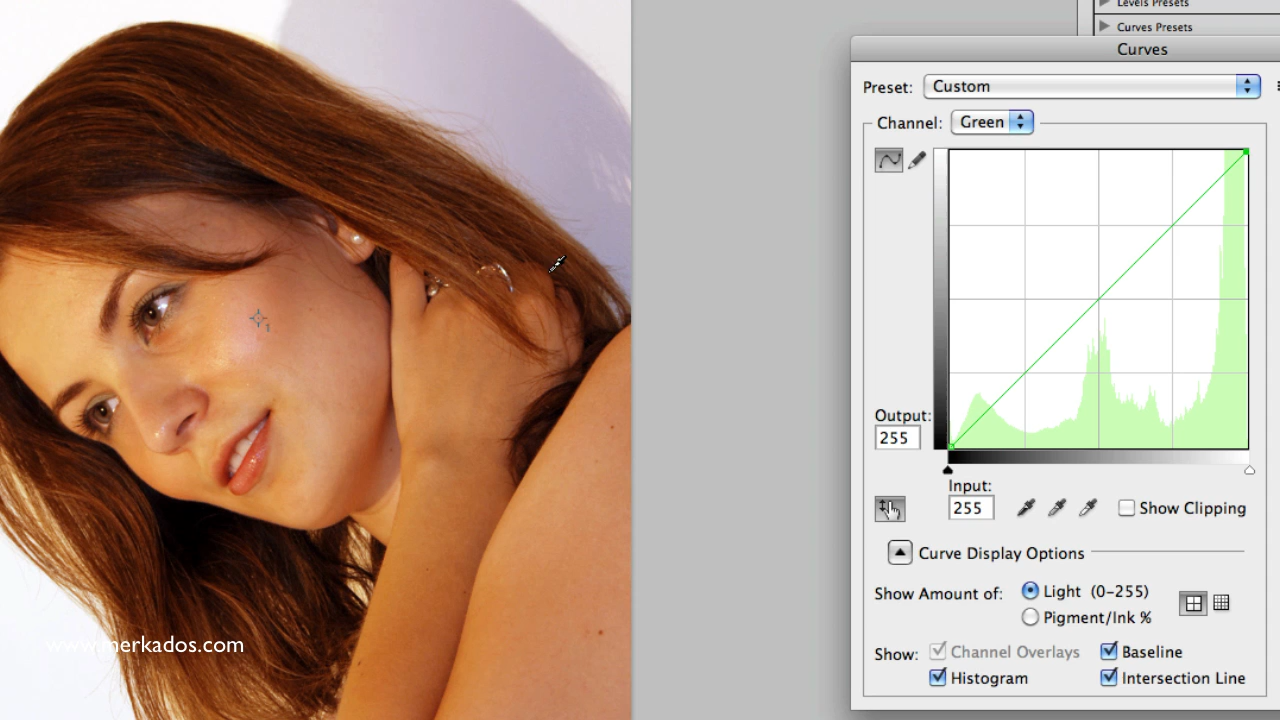 Levels Presets
Curves Presets
Curves
Preset: Custom
Channel: Green
Output:
255
Input:
255
Show Clipping
Curve Display Options
Show Amount of: Light (0-255)
Pigment/Ink %
Show: Channel Overlays Baseline
Histogram Intersection Line
1
www.merkados.com